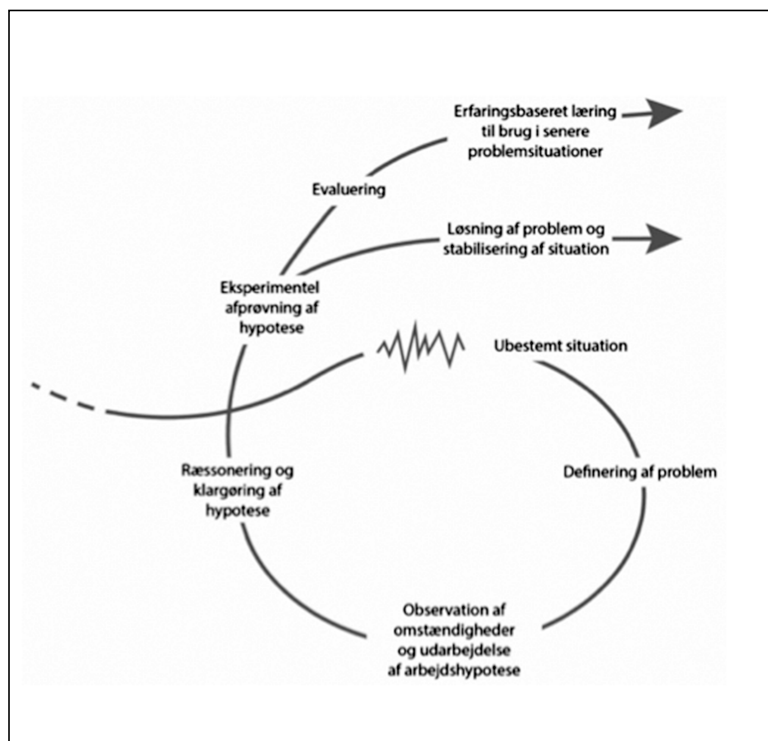 Erfaringsbaseret læring
til brug i senere
problemsituationer
Evaluering
Løsning af problem og
stabilisering af situation
Eksperimentel
afprøvning af
hypotese
Ubestemt situation
Definering af problem
Ræssonering og
klargøring af
hypotese
Observation af
omstændigheder
og udarbejdelse
af arbejdshypotese